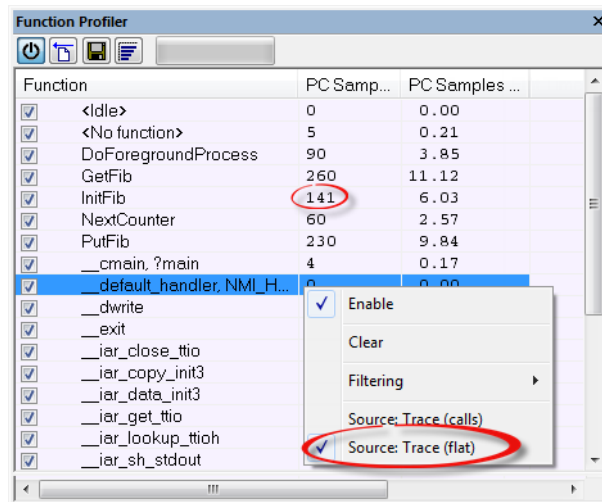 Function Profiler
Function PC Samp... PC Samples ...
<Idle> 0 0.00
<No function> 5 0.21
DoForegroundProcess 90 3.85
GetFib 260 11.12
InitFib 141 6.03
NextCounter 60 2.57
PutFib 230 9.84
__cmain, ?main 4 0.17
__default_handler, NMI_H... 0 0.00
__dwrite
__exit
__iar_close_ttio
__iar_copy_init3
__iar_data_init3
__iar_get_ttio
__iar_lookup_ttioh
__iar_sh_stdout
Enable
Clear
Filtering
Source: Trace (calls)
Source: Trace (flat)